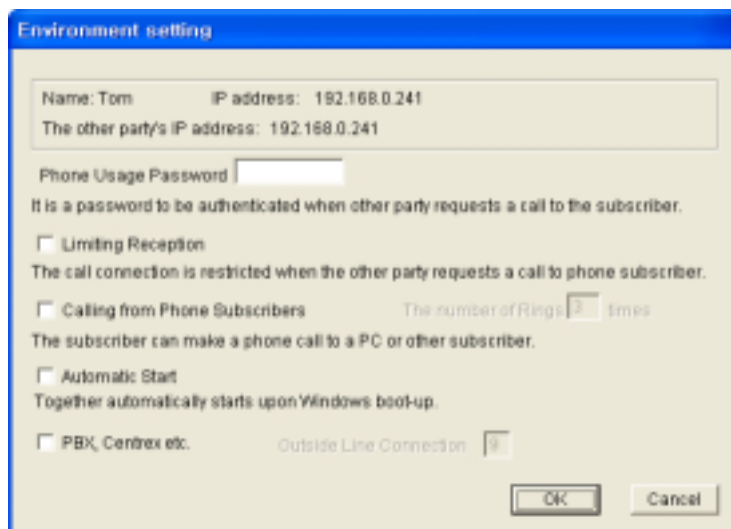 Environment setting
Name: Tom IP address: 192.168.0.241
The other party's IP address: 192.168.0.241
Phone Usage Password
It is a password to be authenticated when other party requests a call to the subscriber.
Limiting Reception
The call connection is restricted when the other party requests a call to phone subscriber.
Calling from Phone Subscribers The number of Rings 3 times
The subscriber can make a phone call to a PC or other subscriber.
Automatic Start
Together automatically starts upon Windows boot-up.
PBX, Centrex etc. Outside Line Connection 9
OK Cancel